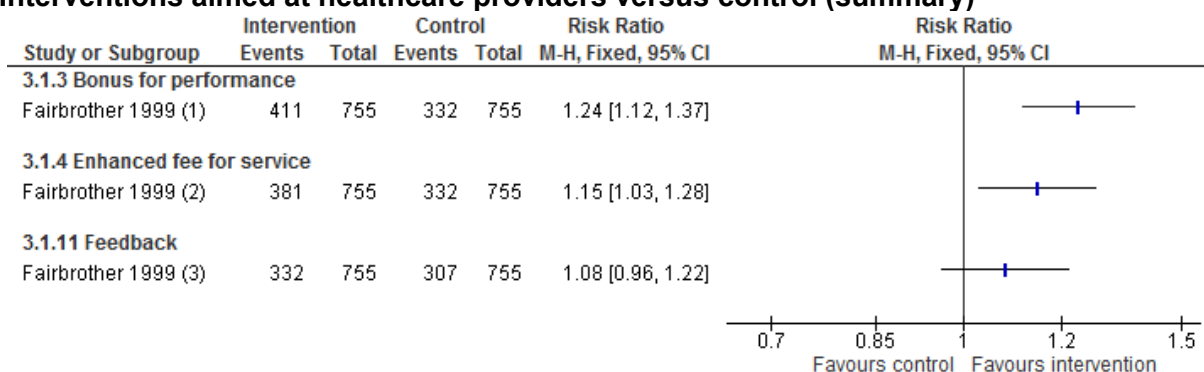 interventions aimed at healthcare providers versus control (summary)
Intervention Control Risk Ratio Risk Ratio
Study or Subgroup Events Total Events Total M-H, Fixed, 95% CI M-H, Fixed, 95% CI
3.1.3 Bonus for performance
Fairbrother 1999 (1) 411 755 332 755 1.24 [1.12, 1.37]
3.1.4 Enhanced fee for service
Fairbrother 1999 (2) 381 755 332 755 1.15 [1.03, 1.28]
3.1.11 Feedback
Fairbrother 1999 (3) 332 755 307 755 1.08 [0.96, 1.22]
0.7 0.85 1 1.2 1.5
Favours control Favours intervention